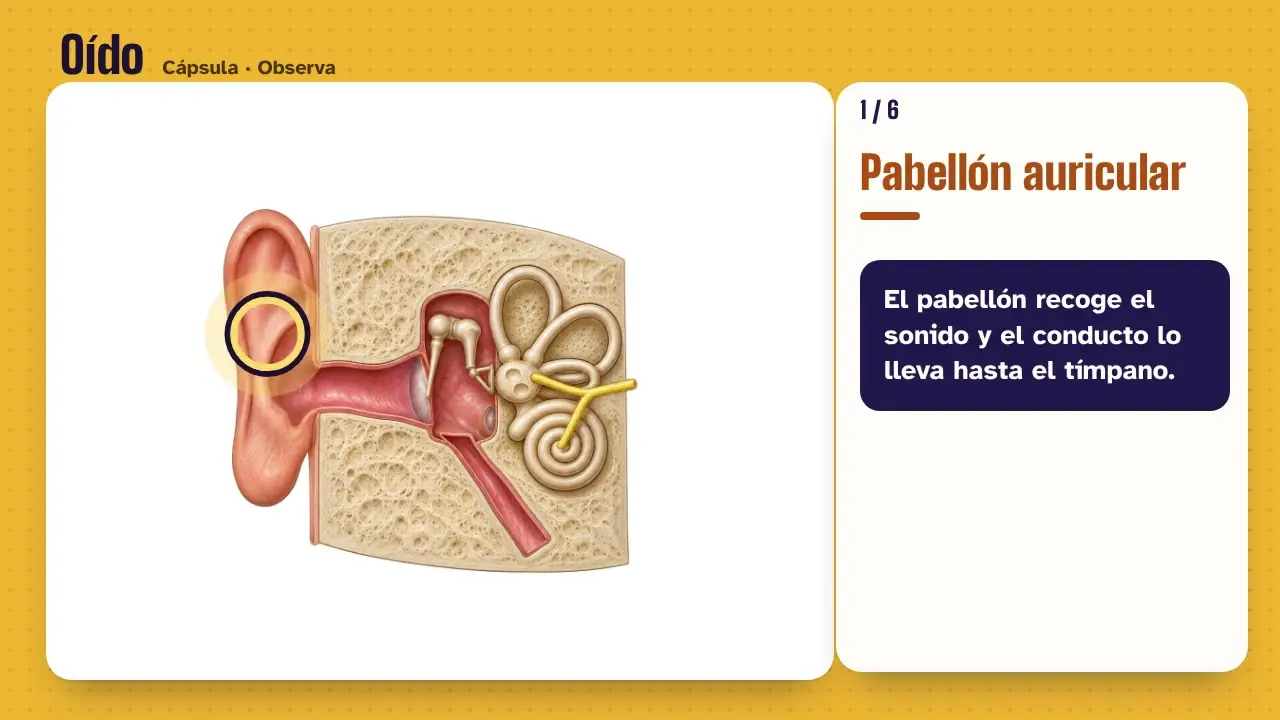 Oído
Cápsula · Observa
1 / 6
Pabellón auricular
El pabellón recoge el
sonido y el conducto lo
lleva hasta el tímpano.